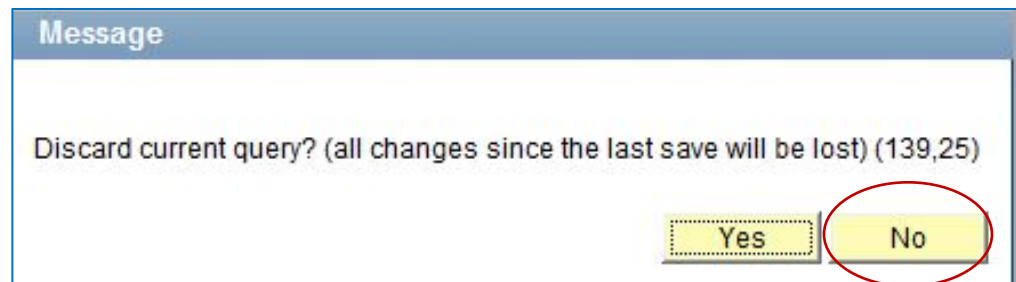 Message
Discard current query? (all changes since the last save will be lost) (139,25)
Yes No